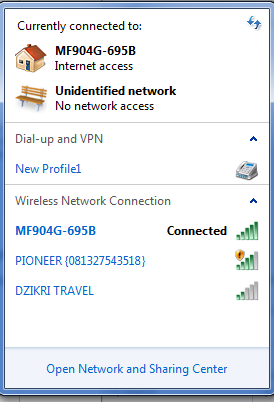 Currently connected to:
MF904G-695B
Internet access
Unidentified network
No network access
Dial-up and VPN
New Profile1
Wireless Network Connection
MF904G-695B Connected
PIONEER {081327543518}
DZIKRI TRAVEL
Open Network and Sharing Center